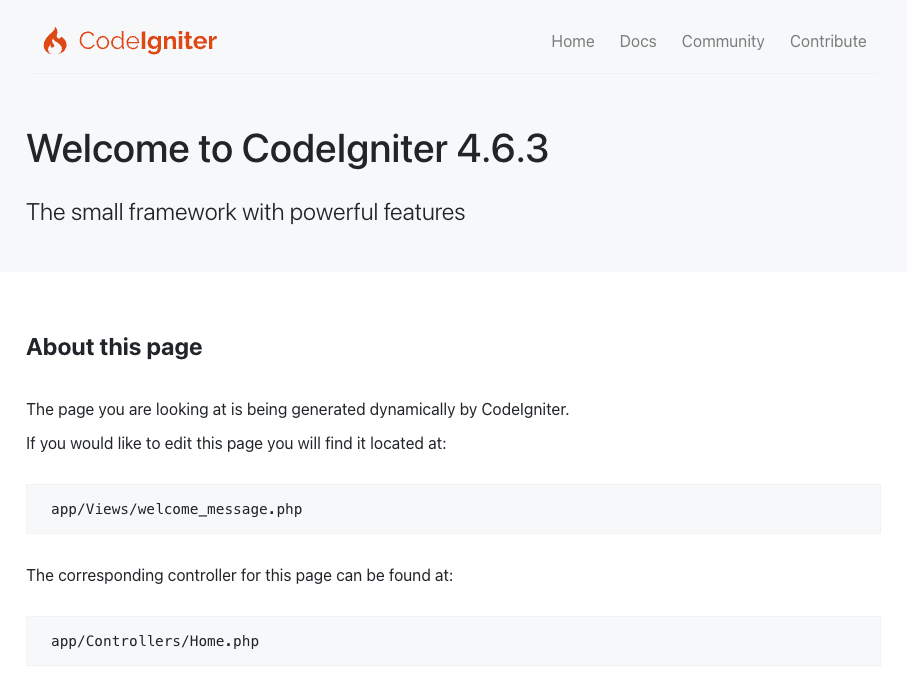 CodeIgniter
Home Docs Community Contribute
Welcome to CodeIgniter 4.6.3
The small framework with powerful features
About this page
The page you are looking at is being generated dynamically by CodeIgniter.
If you would like to edit this page you will find it located at:
app/Views/welcome_message.php
The corresponding controller for this page can be found at:
app/Controllers/Home.php